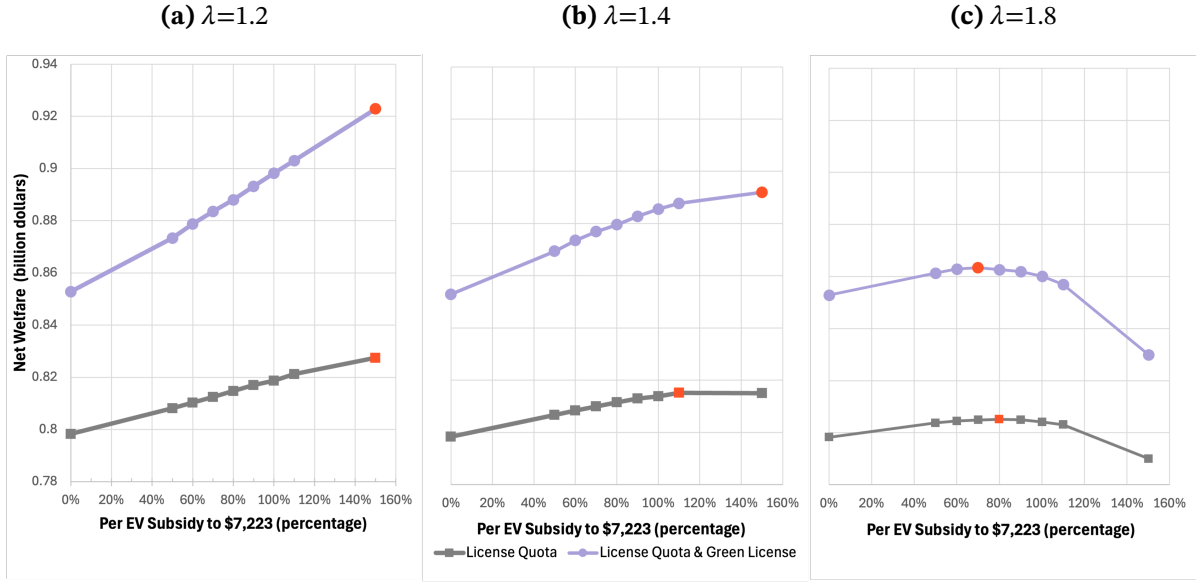 (a) λ=1.2
(b) λ=1.4
(c) λ=1.8
Net Welfare (billion dollars)
0.94
0.92
0.9
0.88
0.86
0.84
0.82
0.8
0.78
0% 20% 40% 60% 80% 100% 120% 140% 160%
Per EV Subsidy to $7,223 (percentage)
0% 20% 40% 60% 80% 100% 120% 140% 160%
Per EV Subsidy to $7,223 (percentage)
0% 20% 40% 60% 80% 100% 120% 140% 160%
Per EV Subsidy to $7,223 (percentage)
License Quota License Quota & Green License